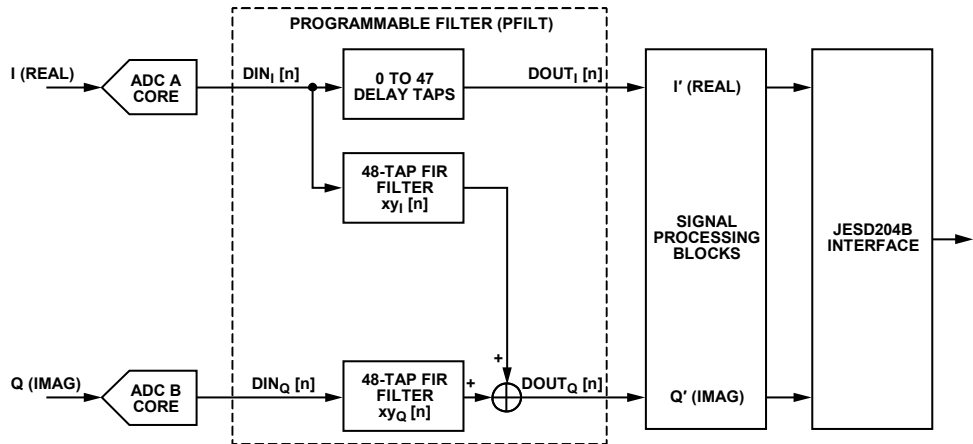 PROGRAMMABLE FILTER (PFILT)
I (REAL)
ADC A
CORE
DINI [n]
0 TO 47
DELAY TAPS
DOUTI [n]
I′ (REAL)
48-TAP FIR
FILTER
xyI [n]
SIGNAL
PROCESSING
BLOCKS
JESD204B
INTERFACE
+
Q (IMAG)
ADC B
CORE
DINQ [n]
48-TAP FIR
FILTER
xyQ [n]
+
DOUTQ [n]
Q′ (IMAG)